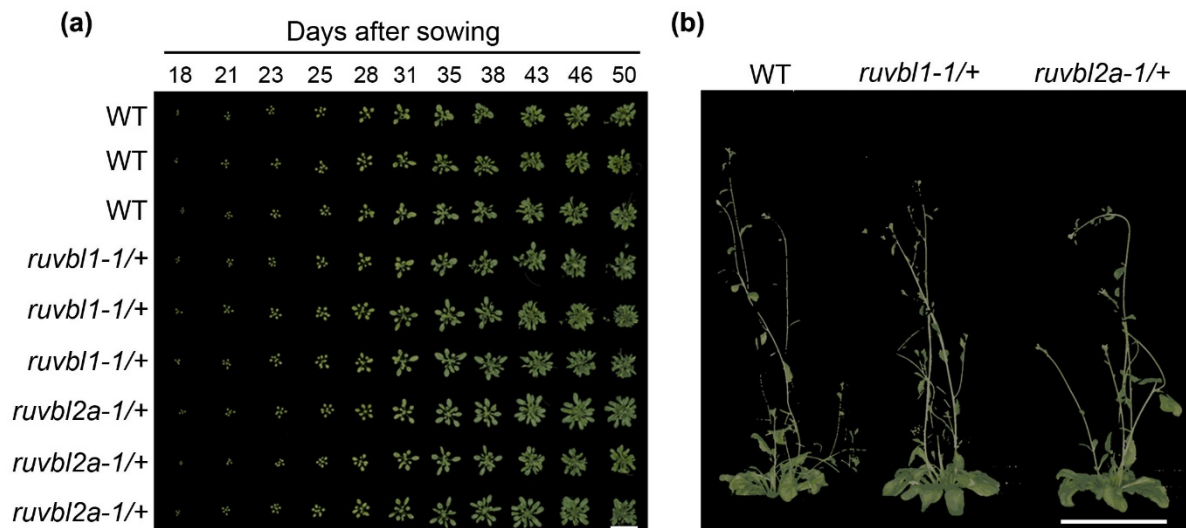 (a)
Days after sowing
18 21 23 25 28 31 35 38 43 46 50
WT
WT
WT
ruvbl1-1/+
ruvbl1-1/+
ruvbl1-1/+
ruvbl2a-1/+
ruvbl2a-1/+
ruvbl2a-1/+
(b)
WT ruvbl1-1/+ ruvbl2a-1/+